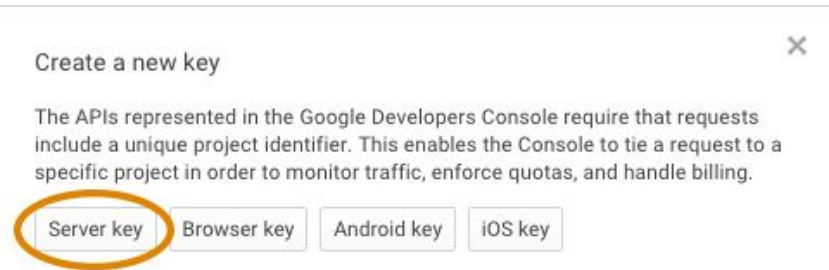 Create a new key
The APIs represented in the Google Developers Console require that requests
include a unique project identifier. This enables the Console to tie a request to a
specific project in order to monitor traffic, enforce quotas, and handle billing.
Server key Browser key Android key iOS key